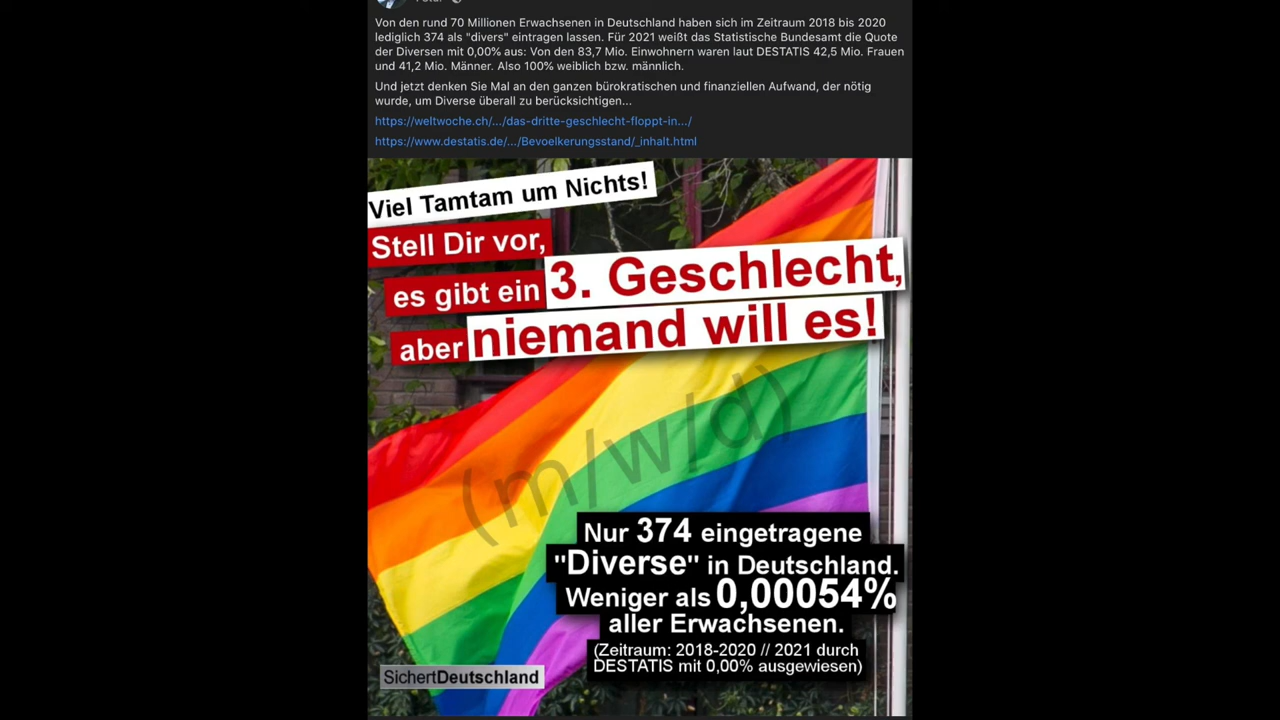 Von den rund 70 Millionen Erwachsenen in Deutschland haben sich im Zeitraum 2018 bis 2020
lediglich 374 als "divers" eintragen lassen. Für 2021 weißt das Statistische Bundesamt die Quote
der Diversen mit 0,00% aus: Von den 83,7 Mio. Einwohnern waren laut DESTATIS 42,5 Mio. Frauen
und 41,2 Mio. Männer. Also 100% weiblich bzw. männlich.
Und jetzt denken Sie Mal an den ganzen bürokratischen und finanziellen Aufwand, der nötig
wurde, um Diverse überall zu berücksichtigen...
https://weltwoche.ch/.../das-dritte-geschlecht-floppt-in.../
https://www.destatis.de/.../Bevoelkerungsstand/_inhalt.html
Viel Tamtam um Nichts!
Stell Dir vor,
es gibt ein 3. Geschlecht,
aber niemand will es!
(m/w/d)
Nur 374 eingetragene
"Diverse" in Deutschland.
Weniger als 0,00054%
aller Erwachsenen.
(Zeitraum: 2018-2020 // 2021 durch
DESTATIS mit 0,00% ausgewiesen)
SichertDeutschland